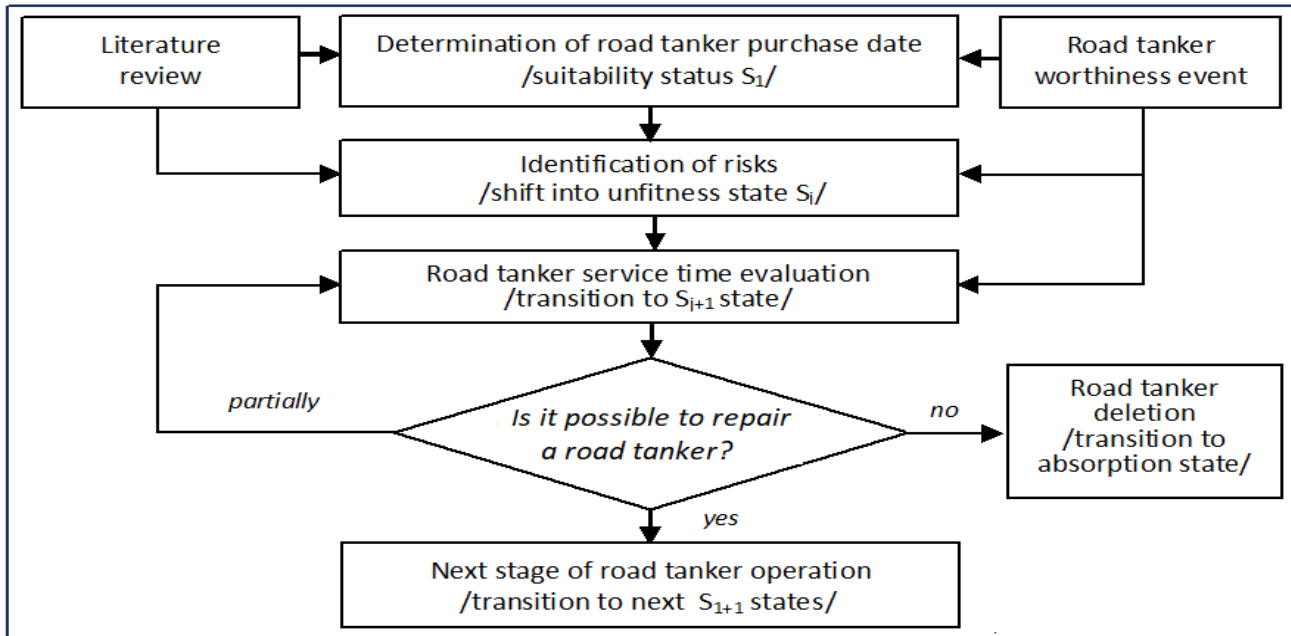 Literature
review
Determination of road tanker purchase date
/suitability status S₁/
Road tanker
worthiness event
Identification of risks
/shift into unfitness state Sᵢ/
Road tanker service time evaluation
/transition to Sⱼ₊₁ state/
partially
Is it possible to repair
a road tanker?
no
Road tanker
deletion
/transition to
absorption state/
yes
Next stage of road tanker operation
/transition to next S₁₊₁ states/